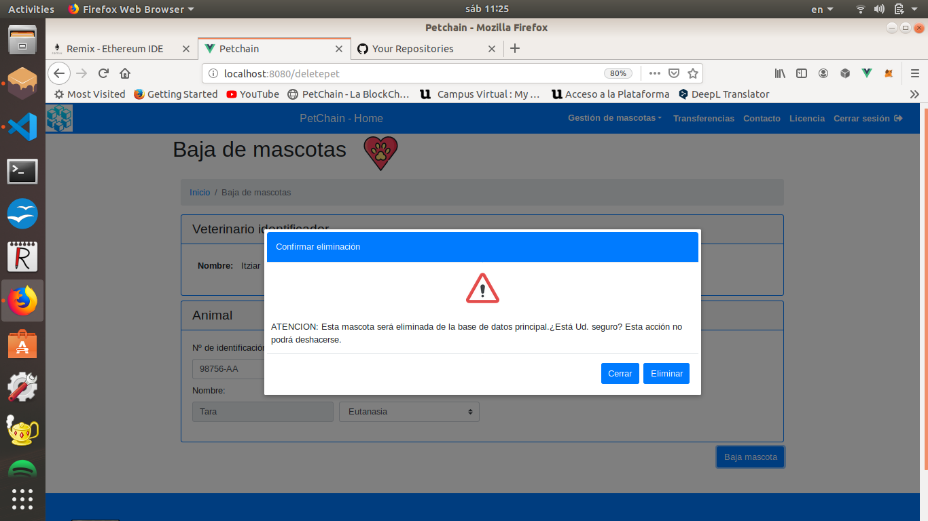 Activities Firefox Web Browser sáb 11:25 en
Petchain - Mozilla Firefox
Remix - Ethereum IDE Petchain Your Repositories
localhost:8080/deletepet 80%
Most Visited Getting Started YouTube PetChain - La BlockCh... Campus Virtual : My ... Acceso a la Plataforma DeepL Translator
PetChain - Home Gestión de mascotas Transferencias Contacto Licencia Cerrar sesión
Baja de mascotas
Inicio / Baja de mascotas
Veterinario identificador
Confirmar eliminación
Nombre: Itziar
ATENCION: Esta mascota será eliminada de la base de datos principal.¿Está Ud. seguro? Esta acción no
podrá deshacerse.
Cerrar Eliminar
Animal
Nº de identificación
98756-AA
Nombre:
Tara Eutanasia
Baja mascota